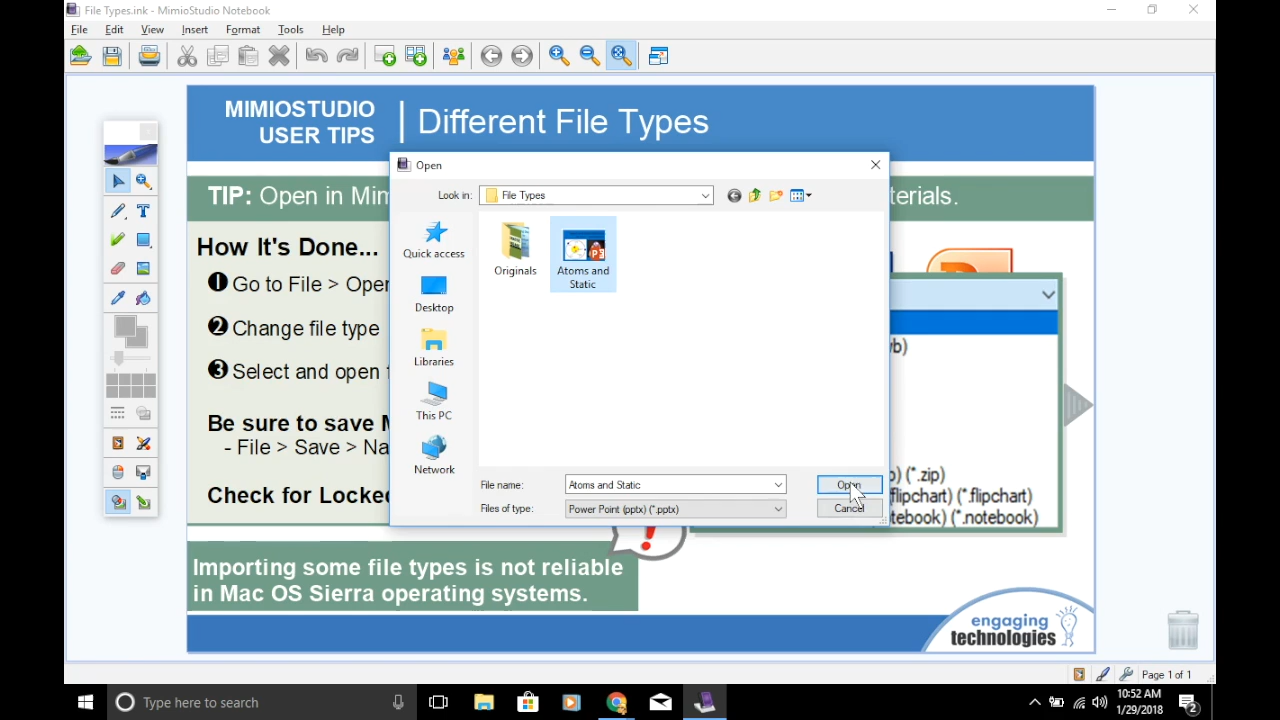 File Types.ink - MimioStudio Notebook
File Edit View Insert Format Tools Help
MIMIOSTUDIO
USER TIPS
Different File Types
TIP: Open in Mim
terials.
How It's Done...
❶ Go to File > Oper
❷ Change file type
❸ Select and open
Be sure to save
- File > Save > Na
Check for Locked
Open
Look in: File Types
Quick access
Desktop
Libraries
This PC
Network
Originals
Atoms and
Static
File name: Atoms and Static
Open
Files of type: Power Point (pptx) (*.pptx)
Cancel
b) (*.zip)
flipchart) (*.flipchart)
tebook) (*.notebook)
!
Importing some file types is not reliable
in Mac OS Sierra operating systems.
engaging
technologies
Page 1 of 1
Type here to search
10:52 AM
1/29/2018
2